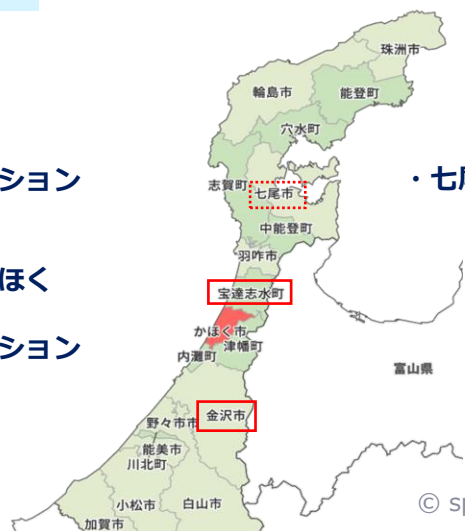 珠洲市
輪島市
能登町
穴水町
ション
志賀町
七尾市
・七
中能登町
羽咋市
ほく
宝達志水町
かほく市
ション
津幡町
内灘町
富山県
金沢市
野々市市
能美市
川北町
小松市
白山市
© sp
加賀市